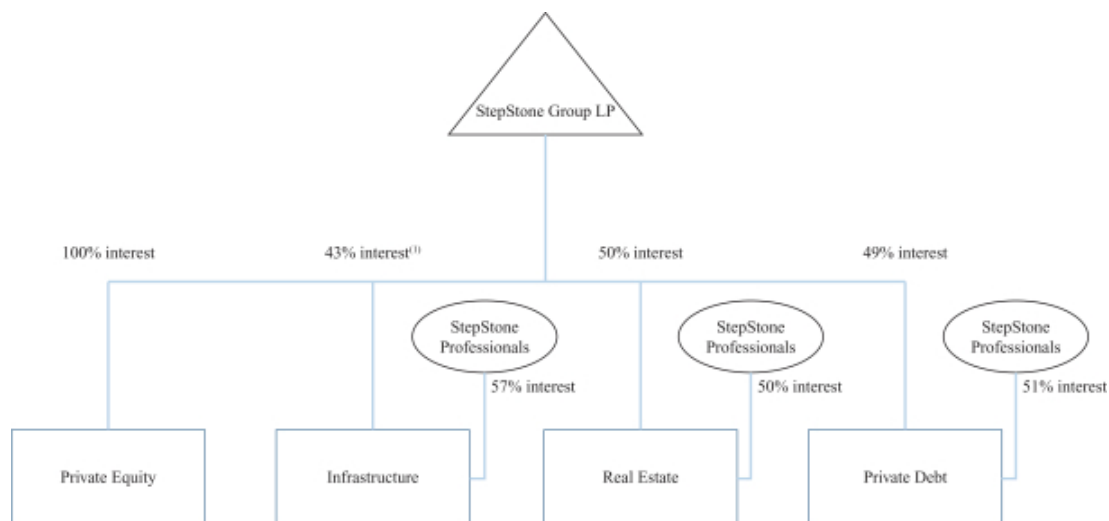 StepStone Group LP
100% interest
43% interest(1)
50% interest
49% interest
StepStone
Professionals
StepStone
Professionals
StepStone
Professionals
57% interest
50% interest
51% interest
Private Equity
Infrastructure
Real Estate
Private Debt